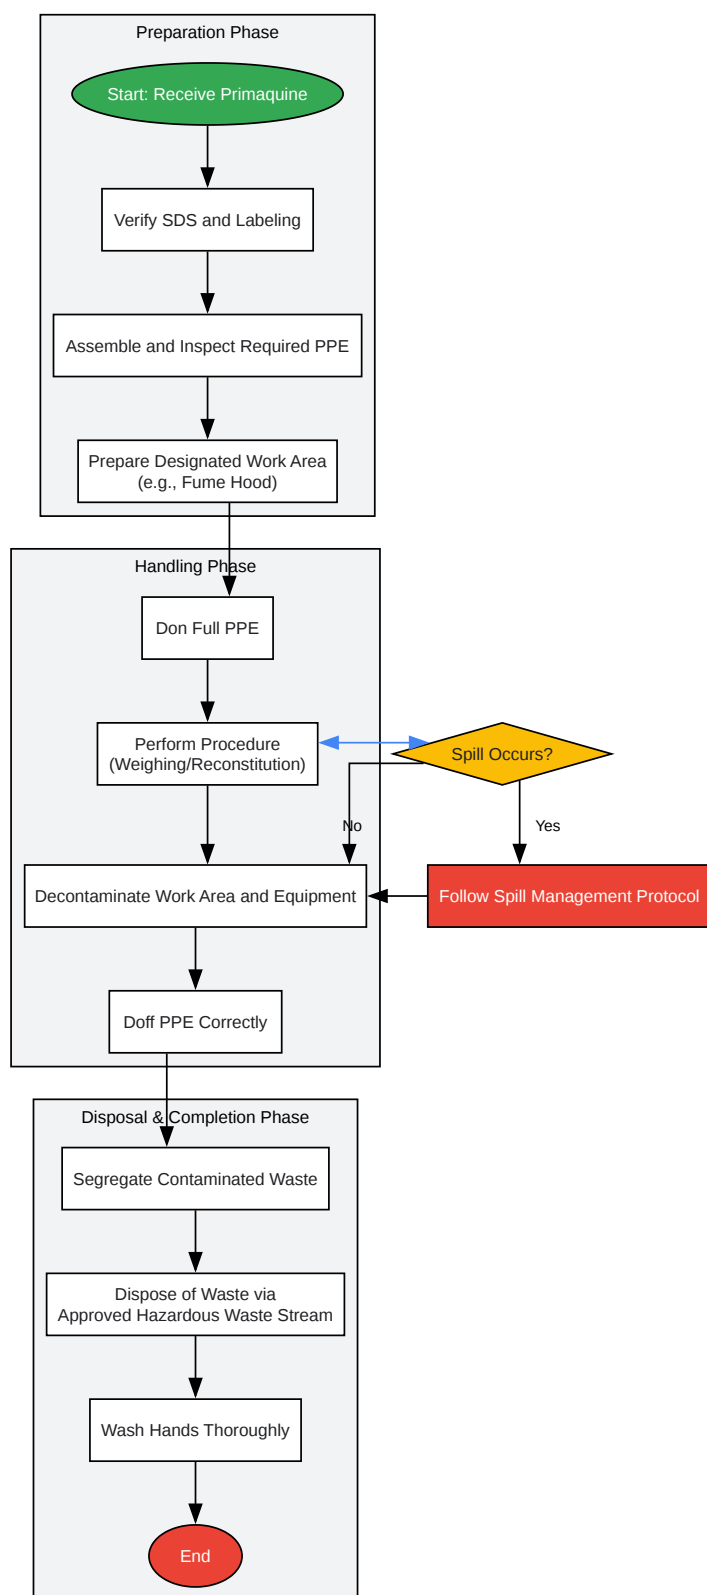 Preparation Phase
Start: Receive Primaquine
Verify SDS and Labeling
Assemble and Inspect Required PPE
Prepare Designated Work Area
(e.g., Fume Hood)
Handling Phase
Don Full PPE
Perform Procedure
(Weighing/Reconstitution)
Spill Occurs?
No
Yes
Decontaminate Work Area and Equipment
Follow Spill Management Protocol
Doff PPE Correctly
Disposal & Completion Phase
Segregate Contaminated Waste
Dispose of Waste via
Approved Hazardous Waste Stream
Wash Hands Thoroughly
End